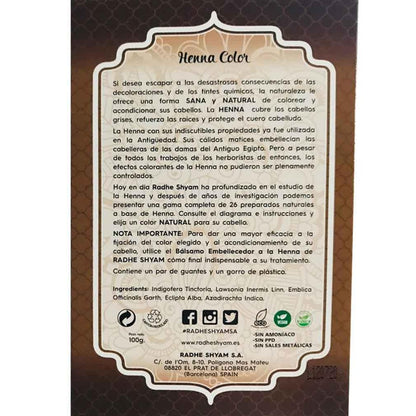 Henna Color
Si desea escapar a las desastrosas consecuencias de las
decoloraciones y de los tintes químicos, la naturaleza le
ofrece una forma SANA y NATURAL de colorear y
acondicionar sus cabellos. La HENNA cubre los cabellos
grises, refuerza las raíces y protege el cuero cabelludo.
La Henna con sus indiscutibles propiedades ya fue utilizada
en la Antigüedad. Sus cálidos matices embellecían las
cabelleras de las damas del Antiguo Egipto. Pero a pesar
de todos los trabajos de los herboristas de entonces, los
efectos colorantes de la Henna no pudieron ser plenamente
controlados.
Hoy en día Radhe Shyam ha profundizado en el estudio de
la Henna y después de años de investigación podemos
presentar una gama completa de 26 preparados naturales
a base de Henna. Consulte el diagrama e instrucciones y
elija un color NATURAL para su cabello.
NOTA IMPORTANTE: Para dar una mayor eficacia a la
fijación del color elegido y al acondicionamiento de su
cabello, utilice el Bálsamo Embellecedor a la Henna de
RADHE SHYAM cómo final indispensable a su tratamiento.
Contiene un par de guantes y un gorro de plástico.
Ingredients: Indigofera Tinctoria, Lawsonia Inermis Linn, Emblica
Officinalis Garth, Eclipta Alba, Azadirachta Indica.
@RADHESHYAMSA
www.radheshyam.es
Peso neto
100g.
ECO
VEGAN
-SIN AMONÍACO
-SIN PPD
-SIN SALES METÁLICAS
RADHE SHYAM S.A.
C/. de l'Om, 8-10. Polígono Mas Mateu
08820 EL PRAT DE LLOBREGAT
(Barcelona) SPAIN